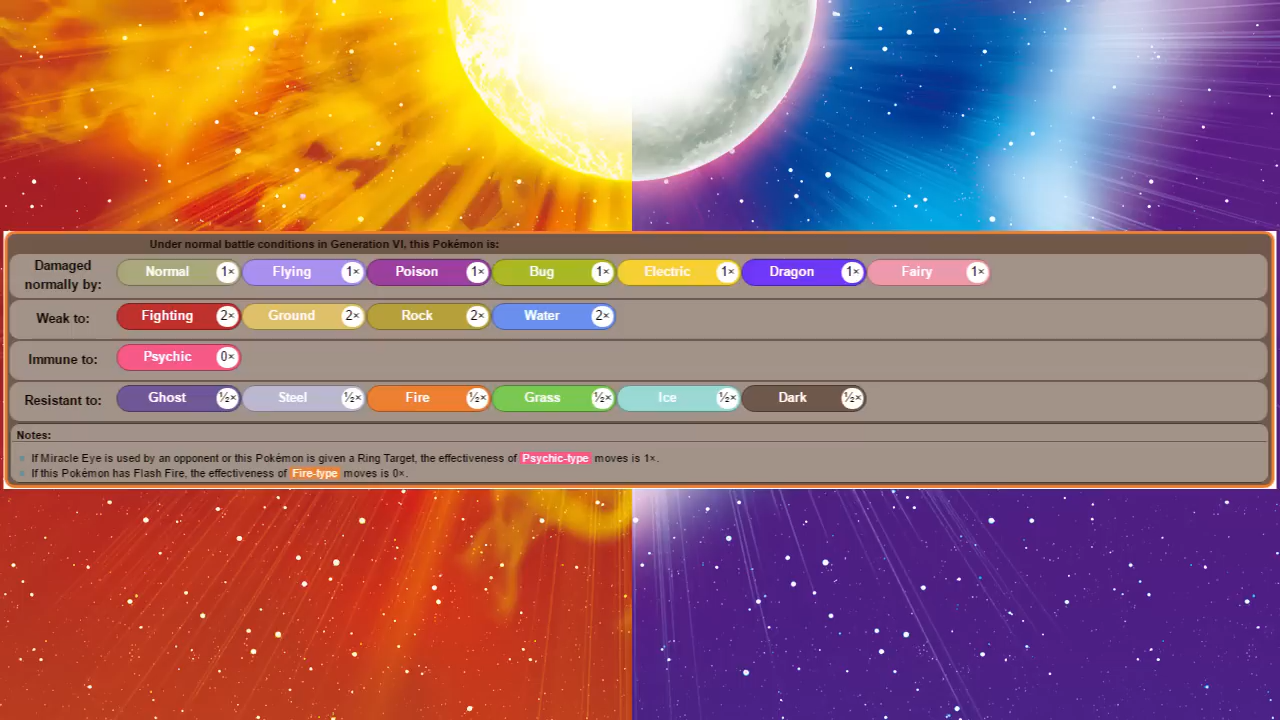 Under normal battle conditions in Generation VI, this Pokémon is:
Damaged normally by: Normal 1× Flying 1× Poison 1× Bug 1× Electric 1× Dragon 1× Fairy 1×
Weak to: Fighting 2× Ground 2× Rock 2× Water 2×
Immune to: Psychic 0×
Resistant to: Ghost ½× Steel ½× Fire ½× Grass ½× Ice ½× Dark ½×
Notes:
If Miracle Eye is used by an opponent or this Pokémon is given a Ring Target, the effectiveness of Psychic-type moves is 1×.
If this Pokémon has Flash Fire, the effectiveness of Fire-type moves is 0×.